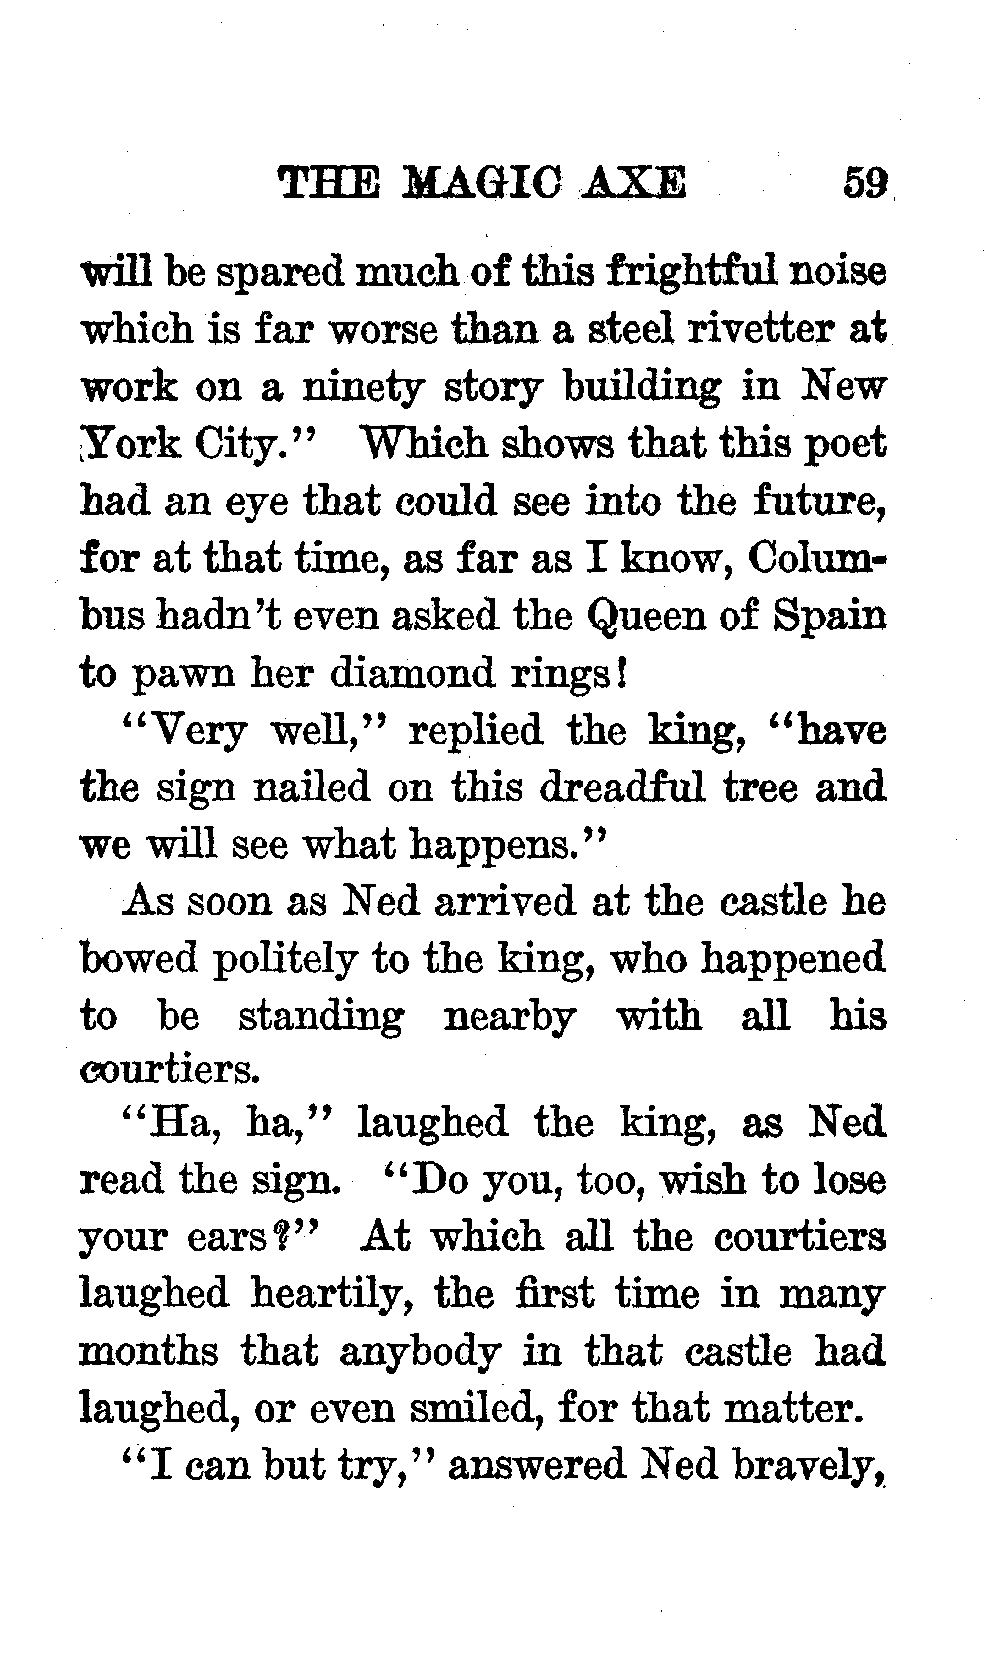 THE MAGIC AXE 59
will be spared much of this frightful noise
which is far worse than a steel rivetter at
work on a ninety story building in New
York City." Which shows that this poet
had an eye that could see into the future,
for at that time, as far as I know, Colum-
bus hadn't even asked the Queen of Spain
to pawn her diamond rings!
"Very well," replied the king, "have
the sign nailed on this dreadful tree and
we will see what happens."
As soon as Ned arrived at the castle he
bowed politely to the king, who happened
to be standing nearby with all his
courtiers.
"Ha, ha," laughed the king, as Ned
read the sign. "Do you, too, wish to lose
your ears?" At which all the courtiers
laughed heartily, the first time in many
months that anybody in that castle had
laughed, or even smiled, for that matter.
"I can but try," answered Ned bravely,